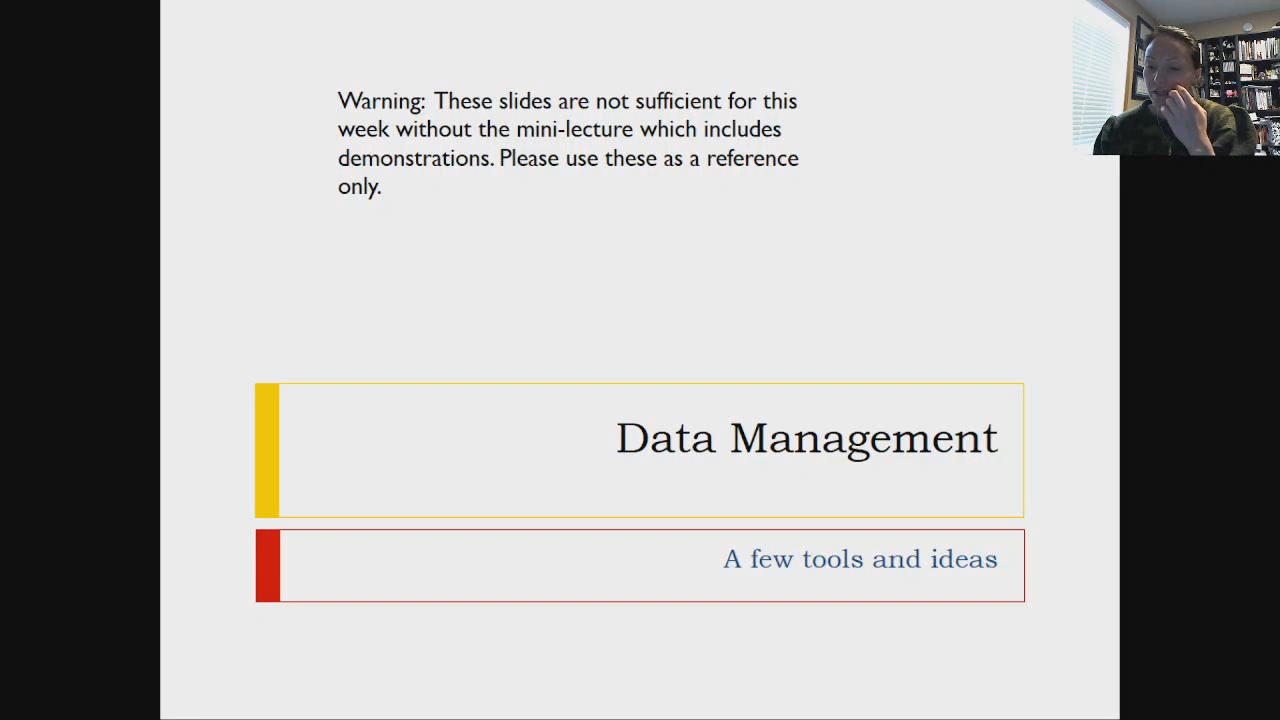 Warning: These slides are not sufficient for this
week without the mini-lecture which includes
demonstrations. Please use these as a reference
only.
Data Management
A few tools and ideas